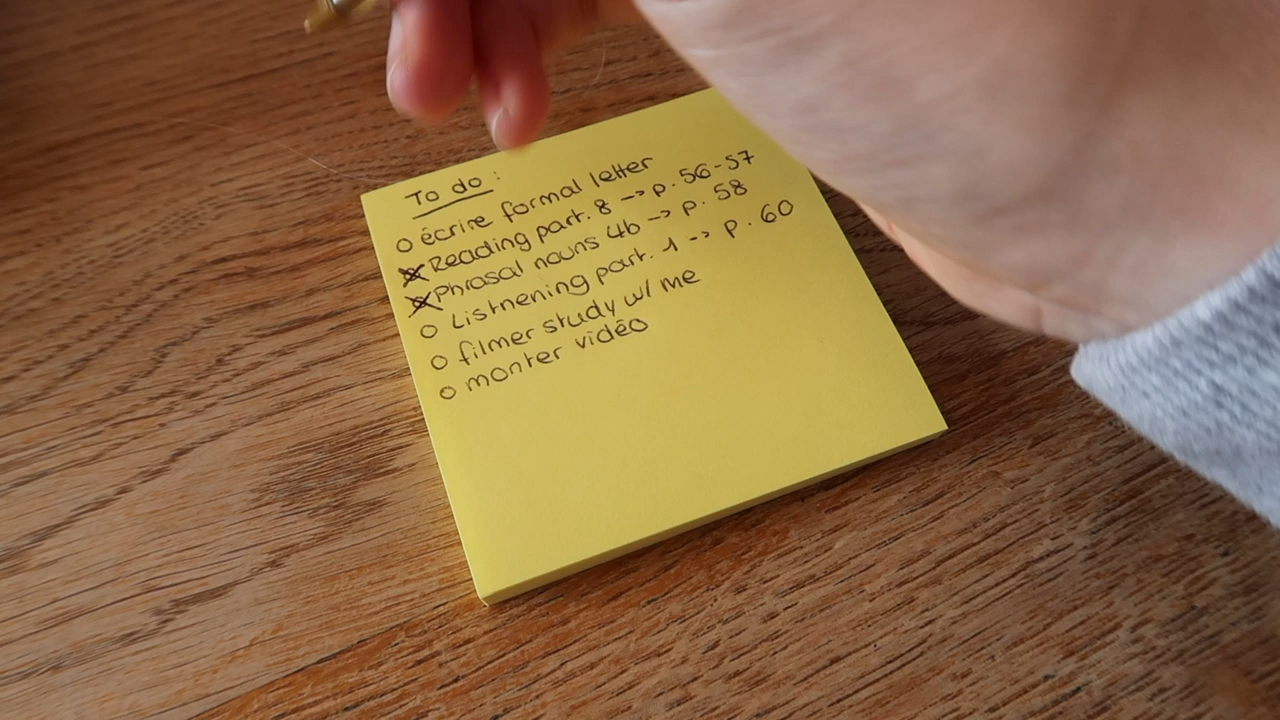 To do :
o écrire formal letter
x Reading part. 8 --> p. 56-57
x Phrasal nouns 4b --> p. 58
o Listnening part. 1 --> p. 60
o filmer study w/ me
o monter vidéo